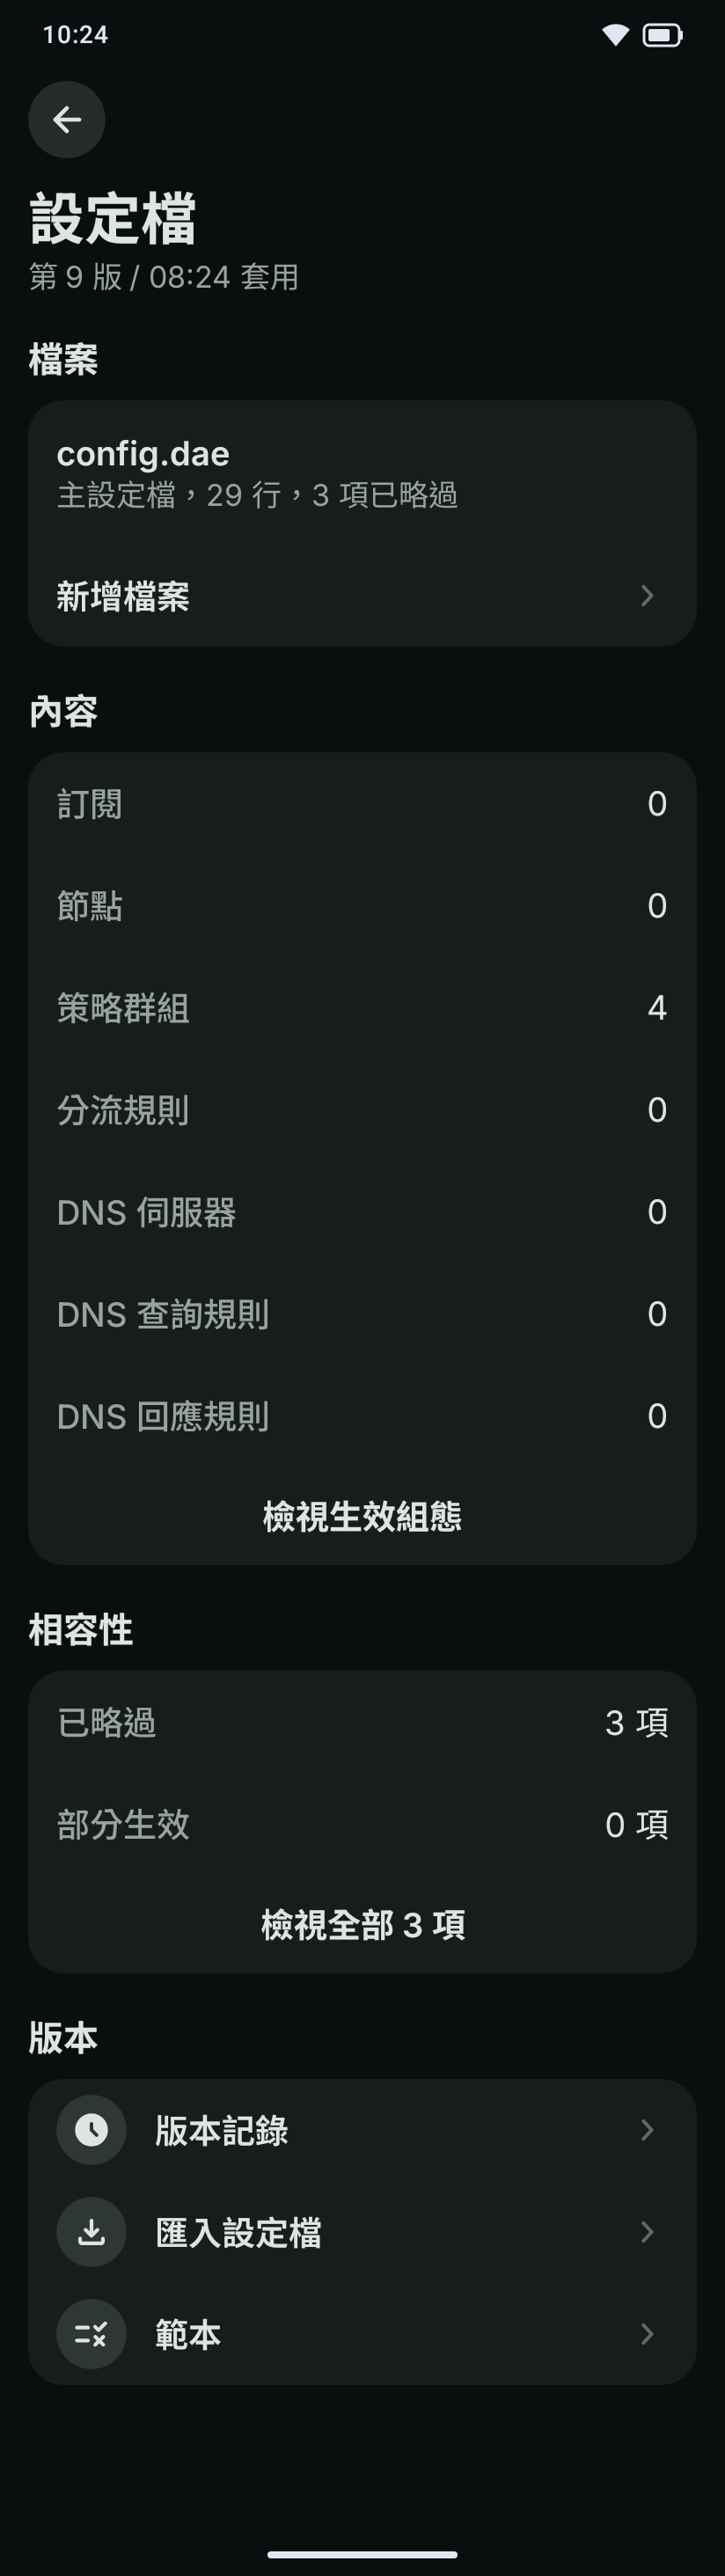 10:24
設定檔
第 9 版 / 08:24 套用
檔案
config.dae
主設定檔，29 行，3 項已略過
新增檔案
內容
訂閱 0
節點 0
策略群組 4
分流規則 0
DNS 伺服器 0
DNS 查詢規則 0
DNS 回應規則 0
檢視生效組態
相容性
已略過 3 項
部分生效 0 項
檢視全部 3 項
版本
版本記錄
匯入設定檔
範本